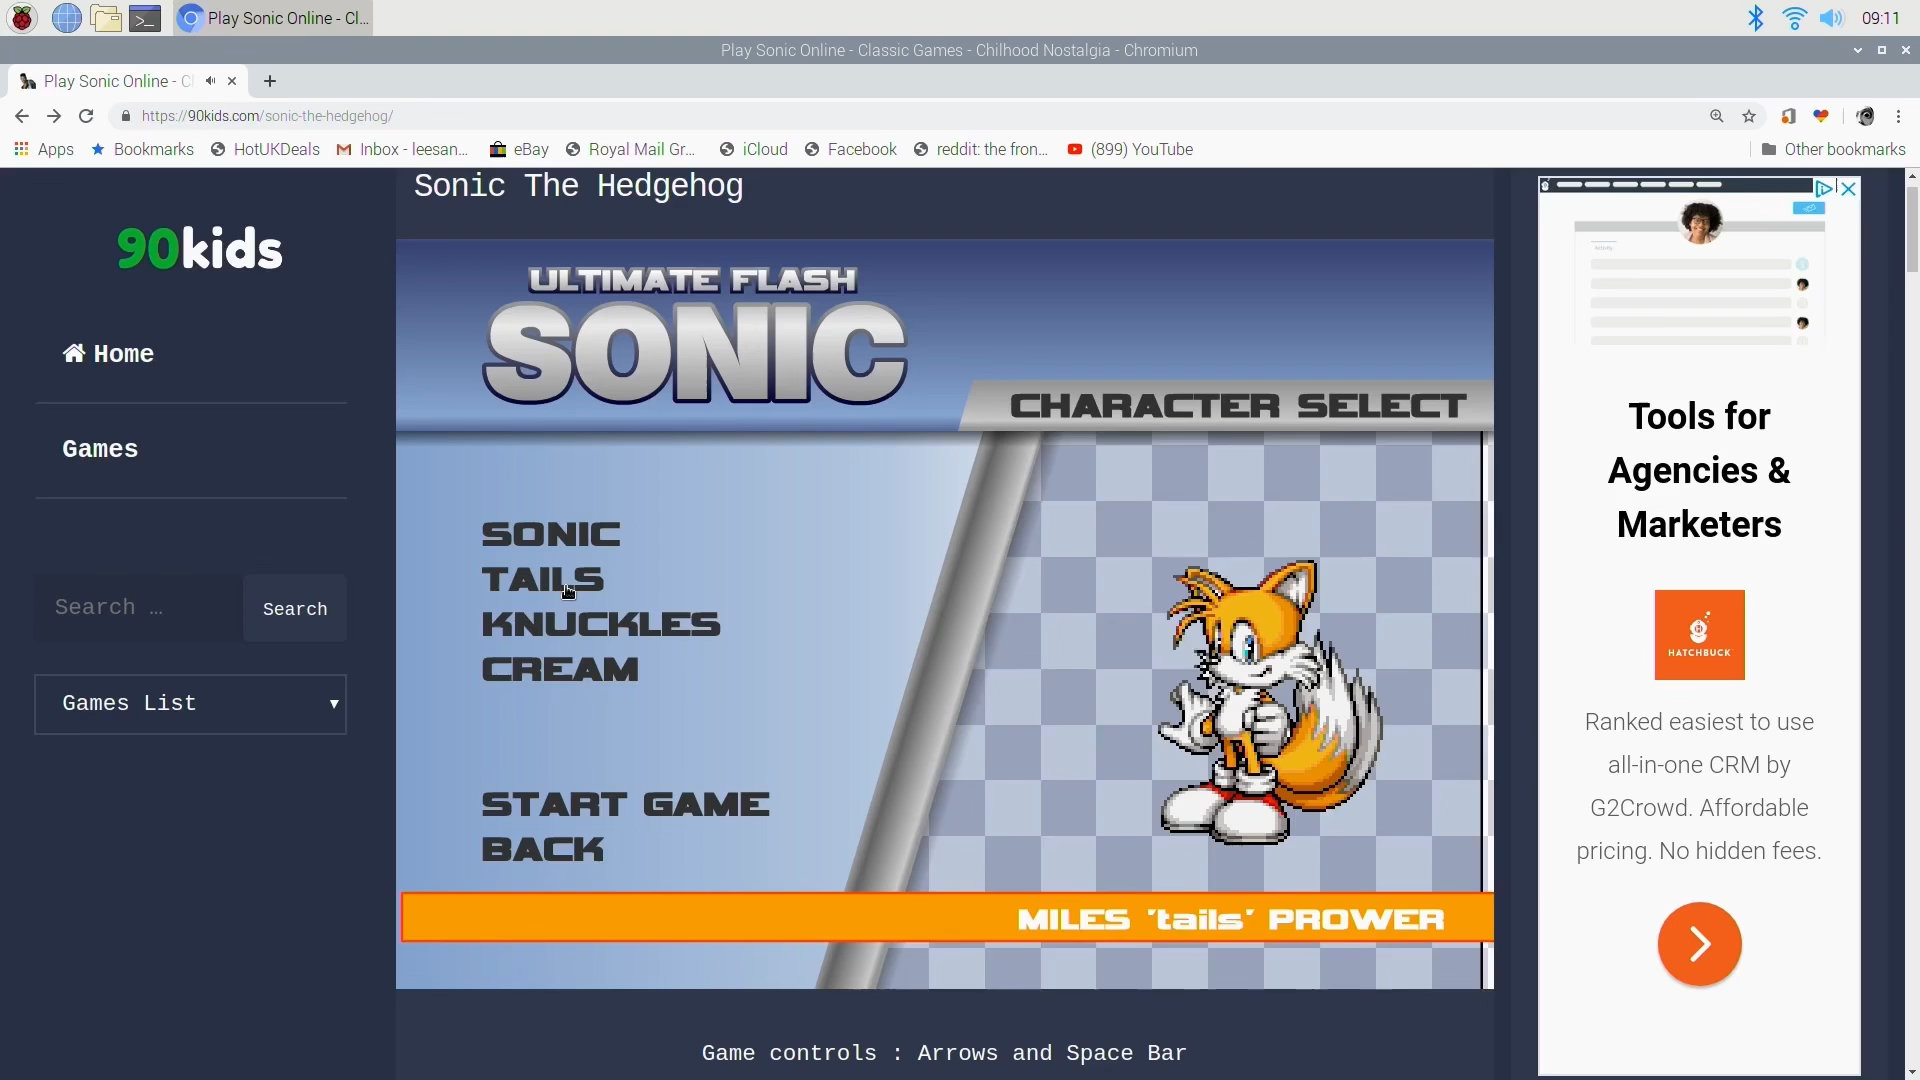 Play Sonic Online - Cl...
09:11
Play Sonic Online - Classic Games - Chilhood Nostalgia - Chromium
Play Sonic Online - C
https://90kids.com/sonic-the-hedgehog/
Apps
Bookmarks
HotUKDeals
Inbox - leesan...
eBay
Royal Mail Gr...
iCloud
Facebook
reddit: the fron...
(899) YouTube
Other bookmarks
90kids
Home
Games
Search …
Search
Games List
Sonic The Hedgehog
ULTIMATE FLASH
SONIC
CHARACTER SELECT
SONIC
TAILS
KNUCKLES
CREAM
START GAME
BACK
MILES 'tails' PROWER
Game controls : Arrows and Space Bar
Tools for
Agencies &
Marketers
HATCHBUCK
Ranked easiest to use
all-in-one CRM by
G2Crowd. Affordable
pricing. No hidden fees.